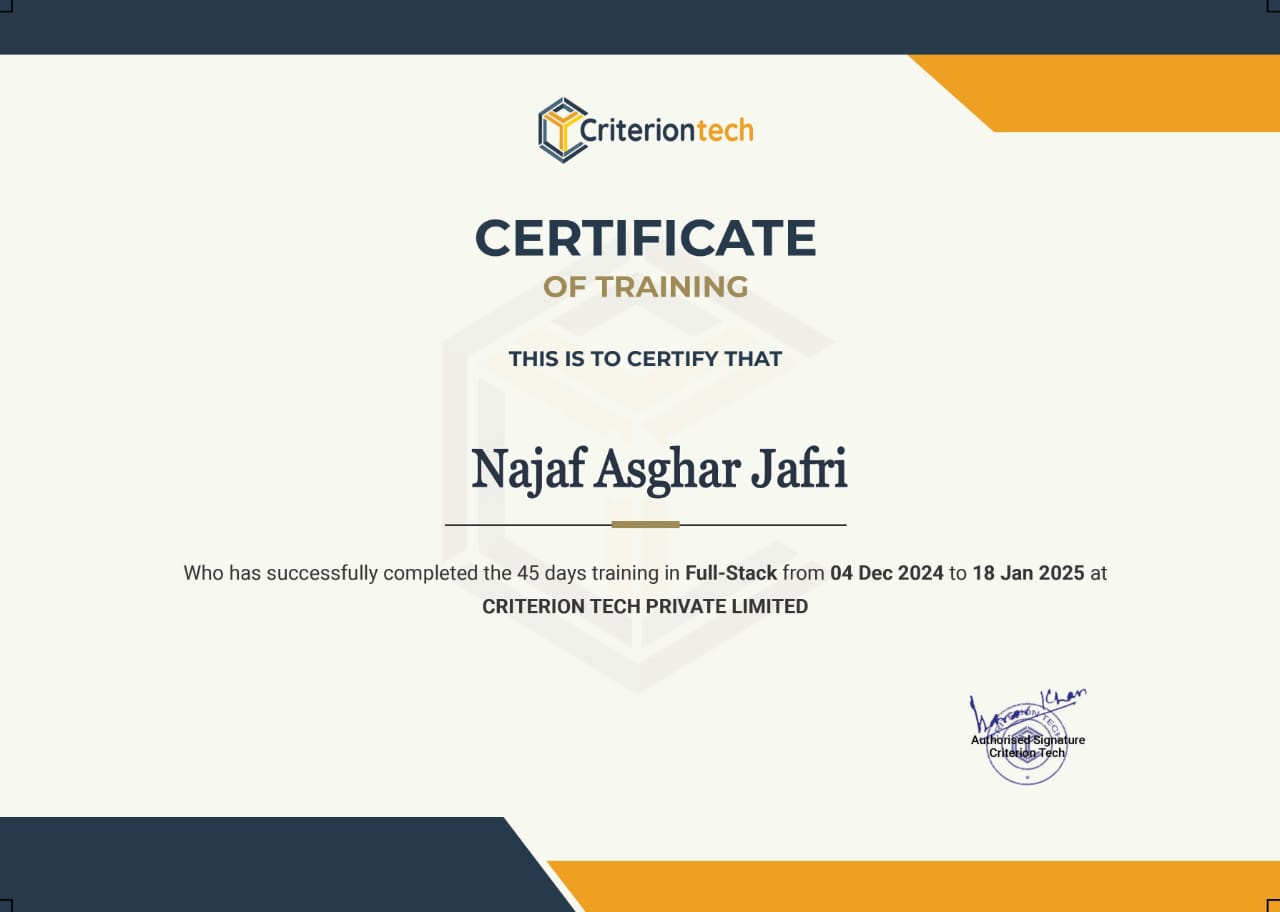 Criteriontech
CERTIFICATE
OF TRAINING
THIS IS TO CERTIFY THAT
Najaf Asghar Jafri
Who has successfully completed the 45 days training in Full-Stack from 04 Dec 2024 to 18 Jan 2025 at
CRITERION TECH PRIVATE LIMITED
Khan
CRITERION TECH
Authorised Signature
Criterion Tech